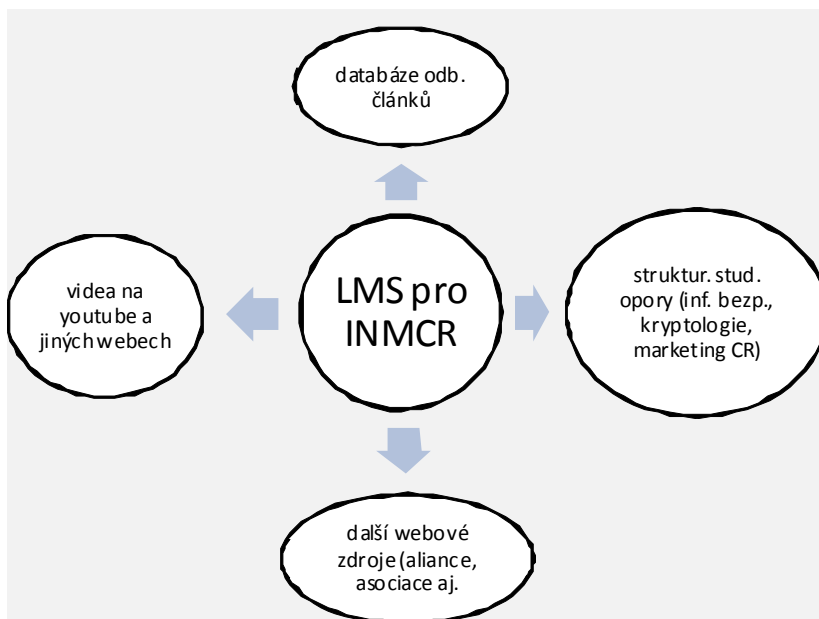 databáze odb.
článků
LMS pro
INMCR
videa na
youtube a
jiných webech
struktur. stud.
opory (inf. bezp.,
kryptologie,
marketing CR)
další webové
zdroje (aliance,
asociace aj.